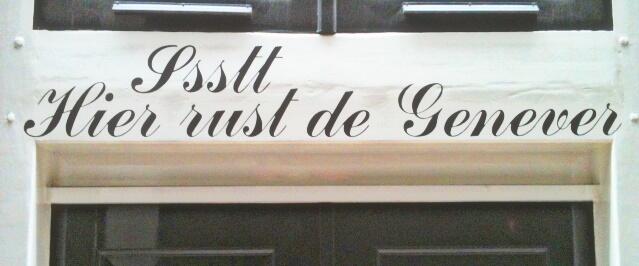 Ssstt
Hier rust de Genever